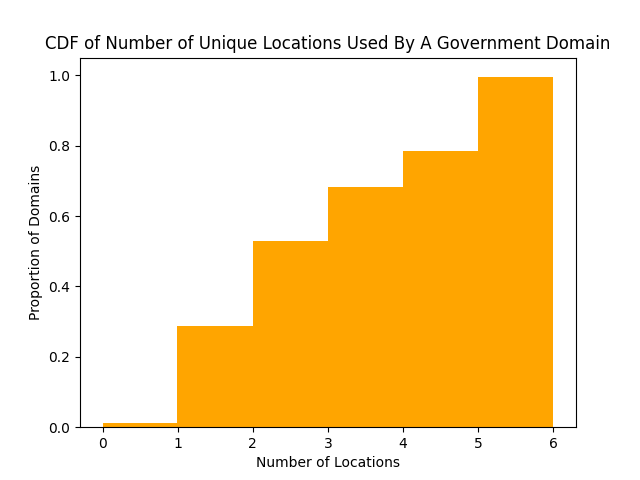 CDF of Number of Unique Locations Used By A Government Domain
1.0
0.8
0.6
0.4
0.2
0.0
Proportion of Domains
0 1 2 3 4 5 6
Number of Locations